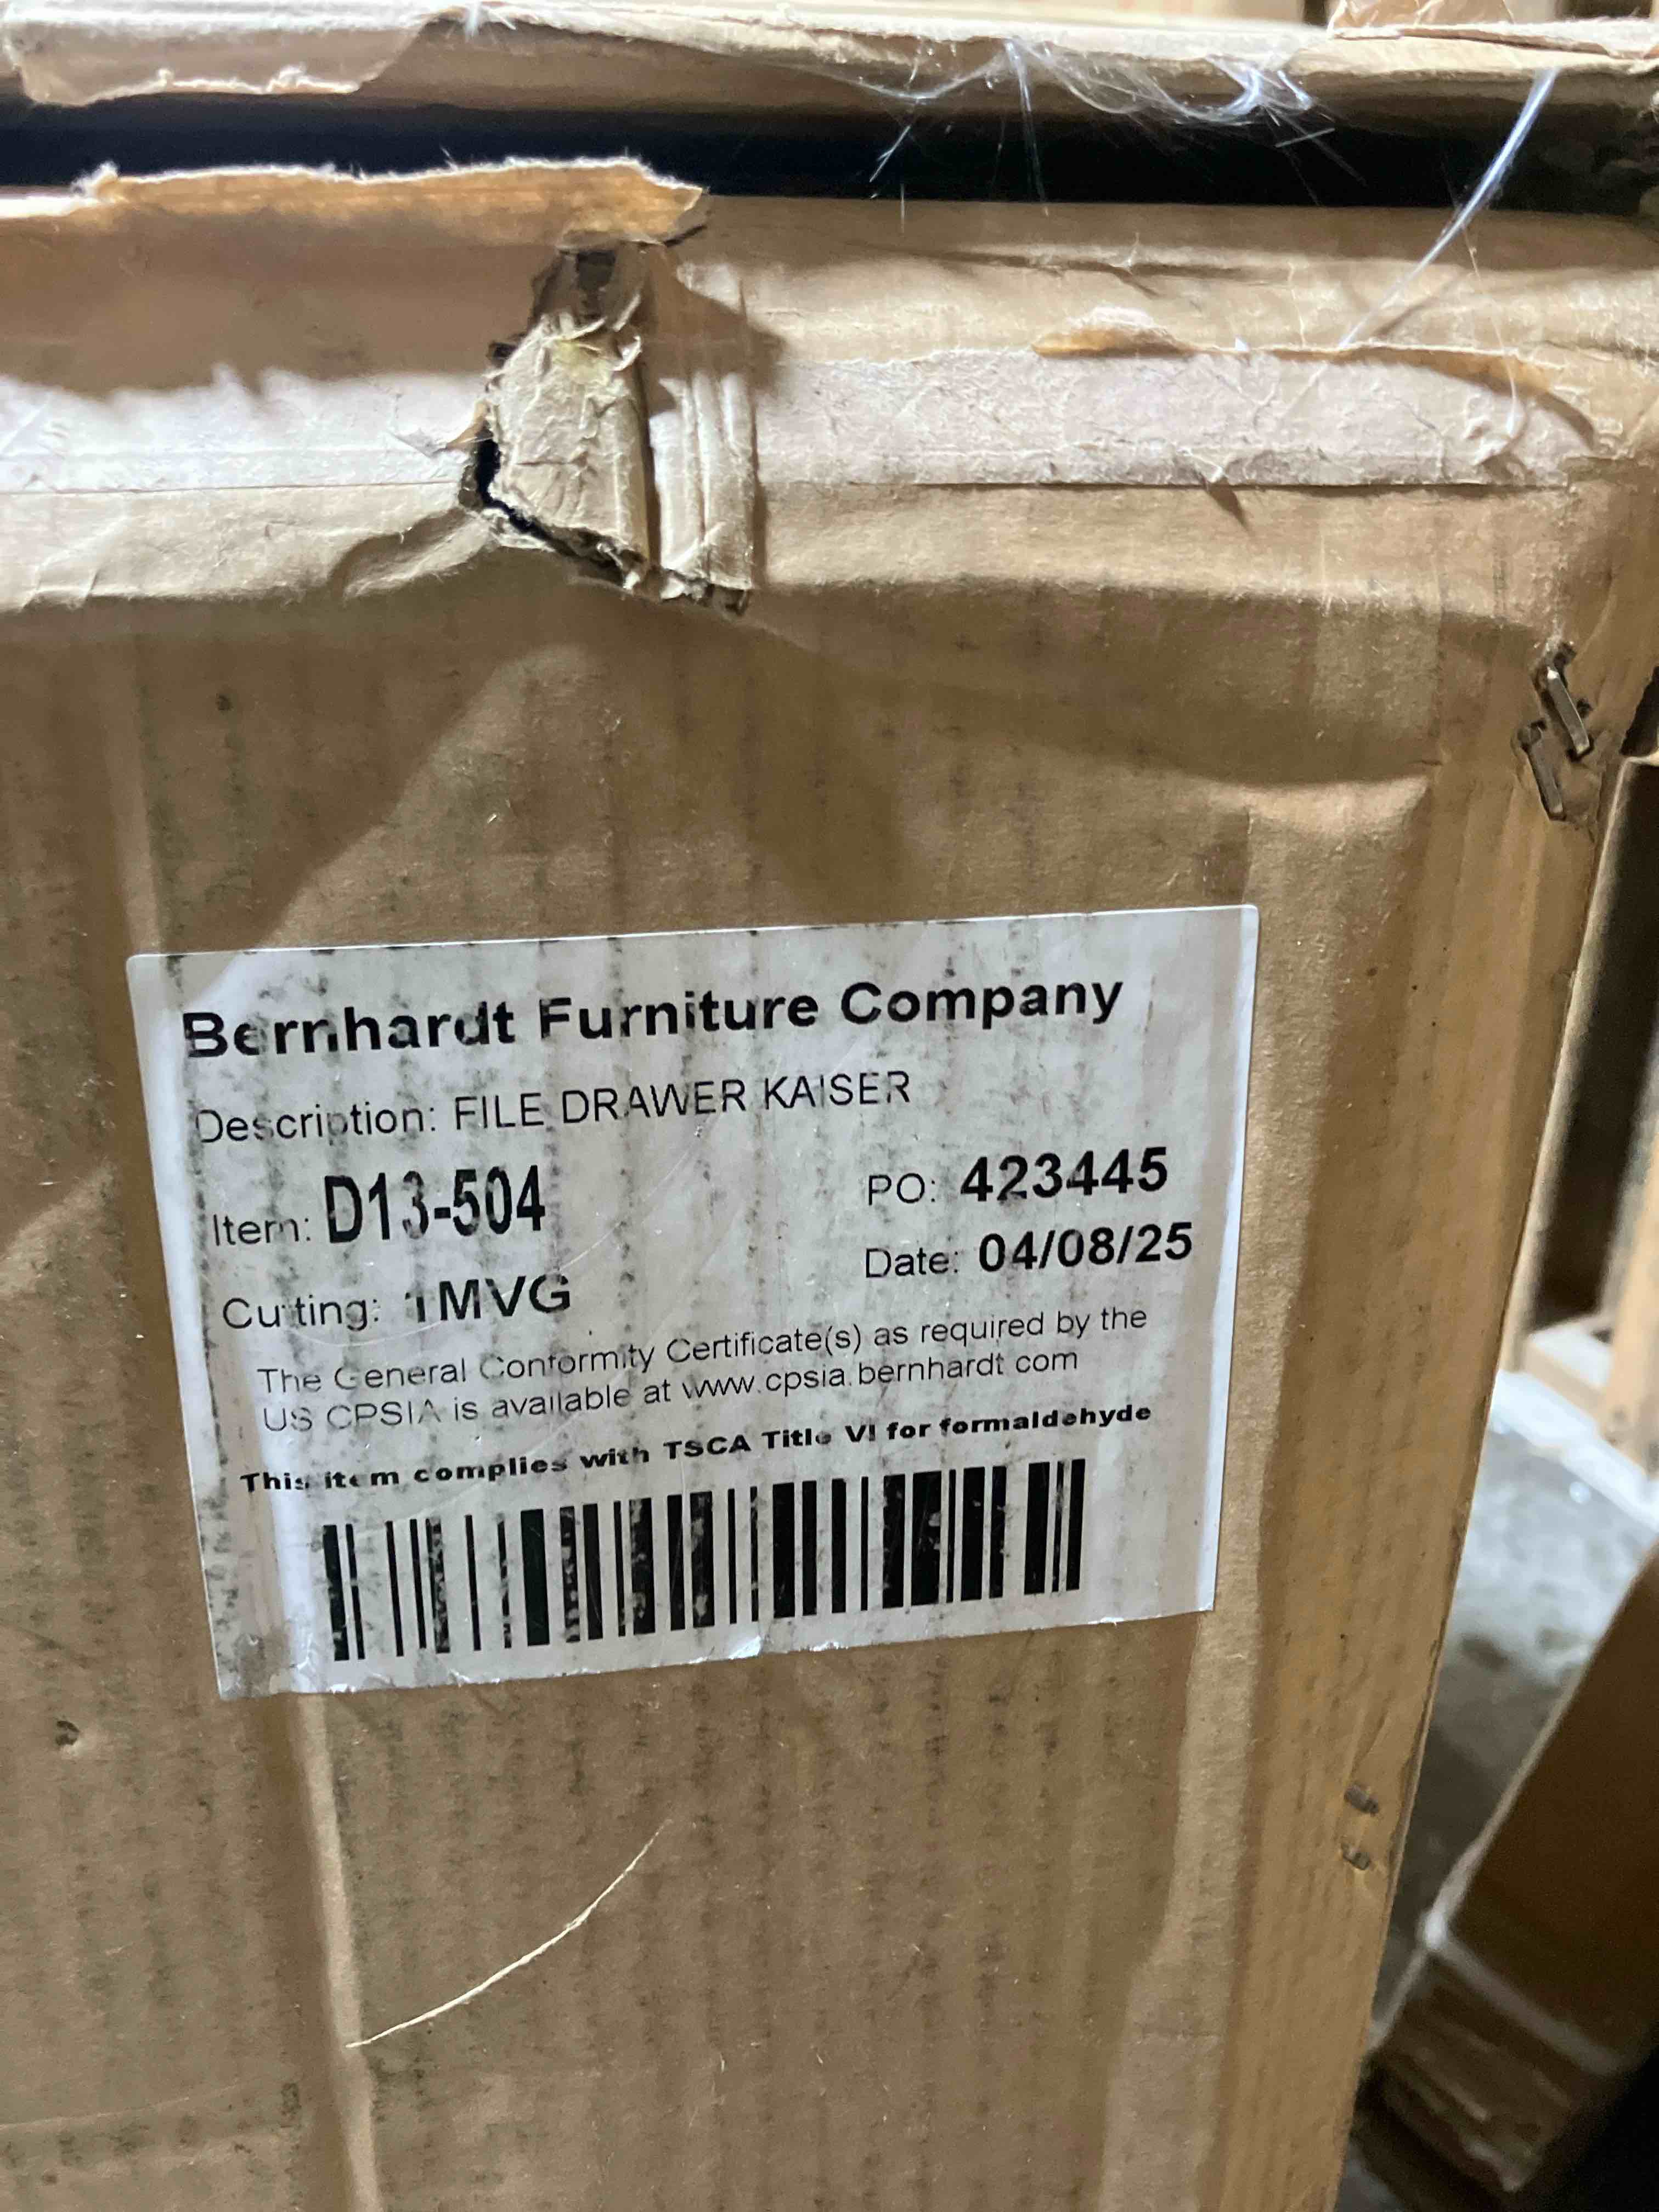 Bernhardt Furniture Company
Description: FILE DRAWER KAISER
Item: D13-504
PO: 423445
Date: 04/08/25
Cutting: 1MVG
The General Conformity Certificate(s) as required by the
US CPSIA is available at www.cpsia.bernhardt.com
This item complies with TSCA Title VI for formaldehyde